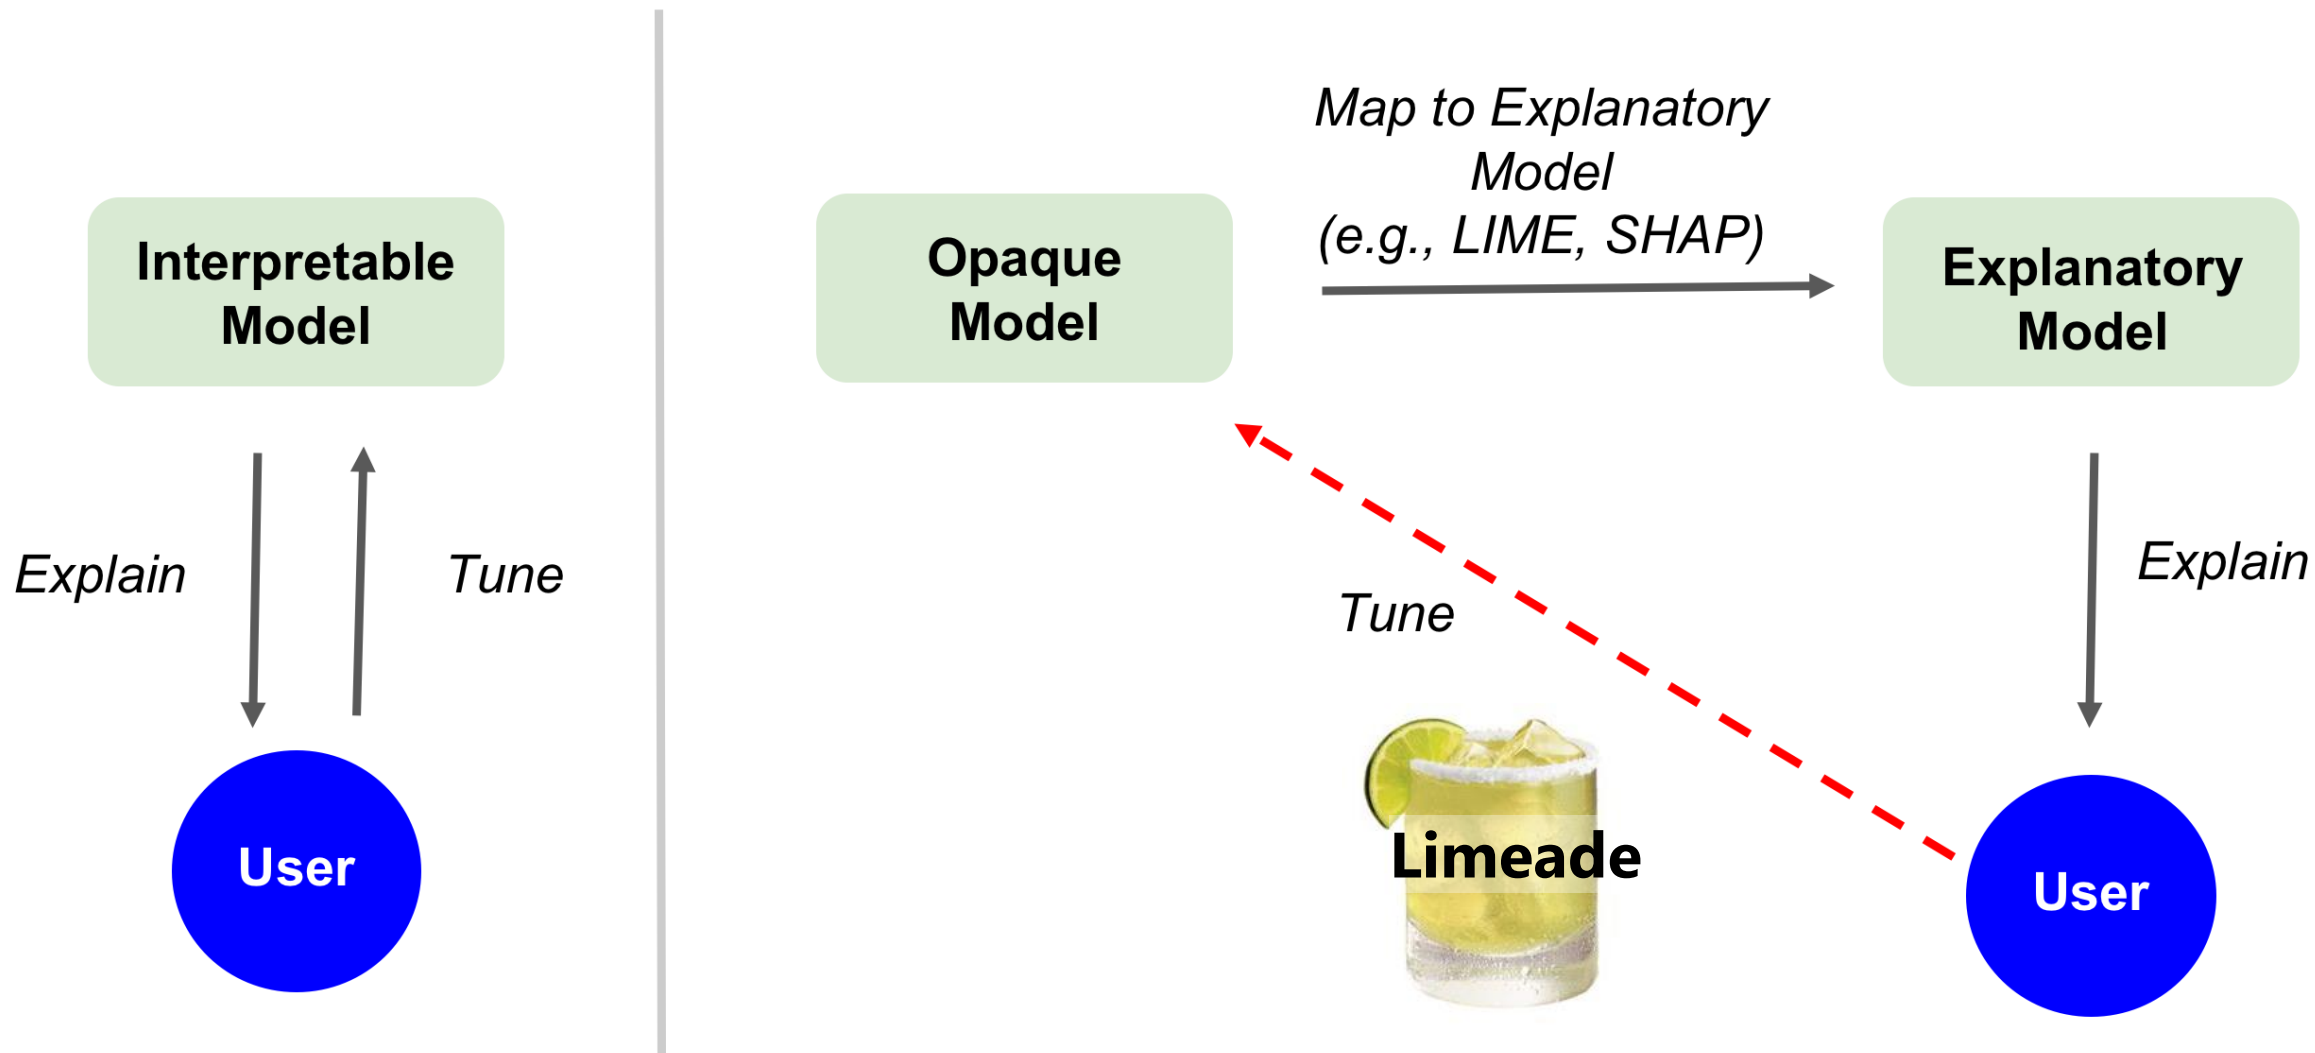 Interpretable
Model
Explain
Tune
User
Opaque
Model
Map to Explanatory
Model
(e.g., LIME, SHAP)
Explanatory
Model
Tune
Explain
Limeade
User